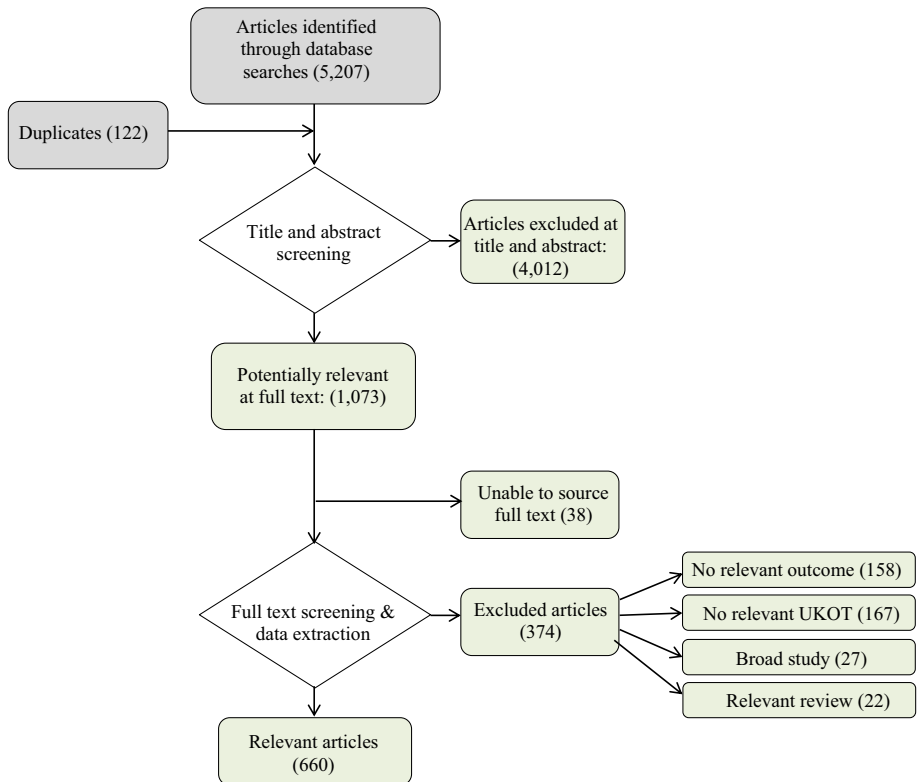 Articles identified
through database
searches (5,207)
Duplicates (122)
Title and abstract
screening
Articles excluded at
title and abstract:
(4,012)
Potentially relevant
at full text: (1,073)
Unable to source
full text (38)
Full text screening &
data extraction
Excluded articles
(374)
No relevant outcome (158)
No relevant UKOT (167)
Broad study (27)
Relevant review (22)
Relevant articles
(660)